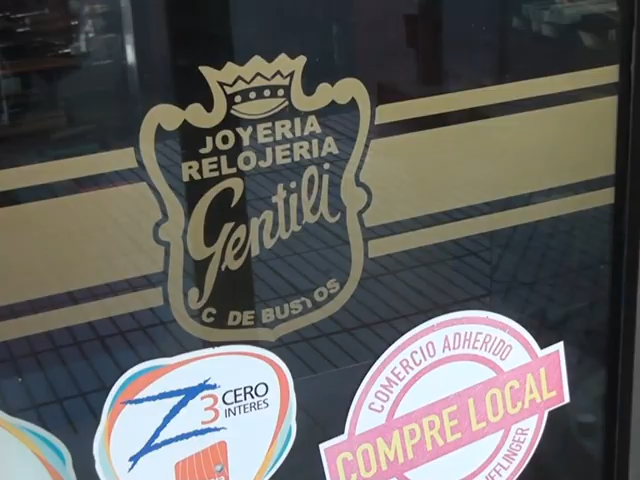 JOYERIA
RELOJERIA
Gentili
C DE BUSTOS
Z3 CERO
INTERES
COMERCIO ADHERIDO
COMPRE LOCAL